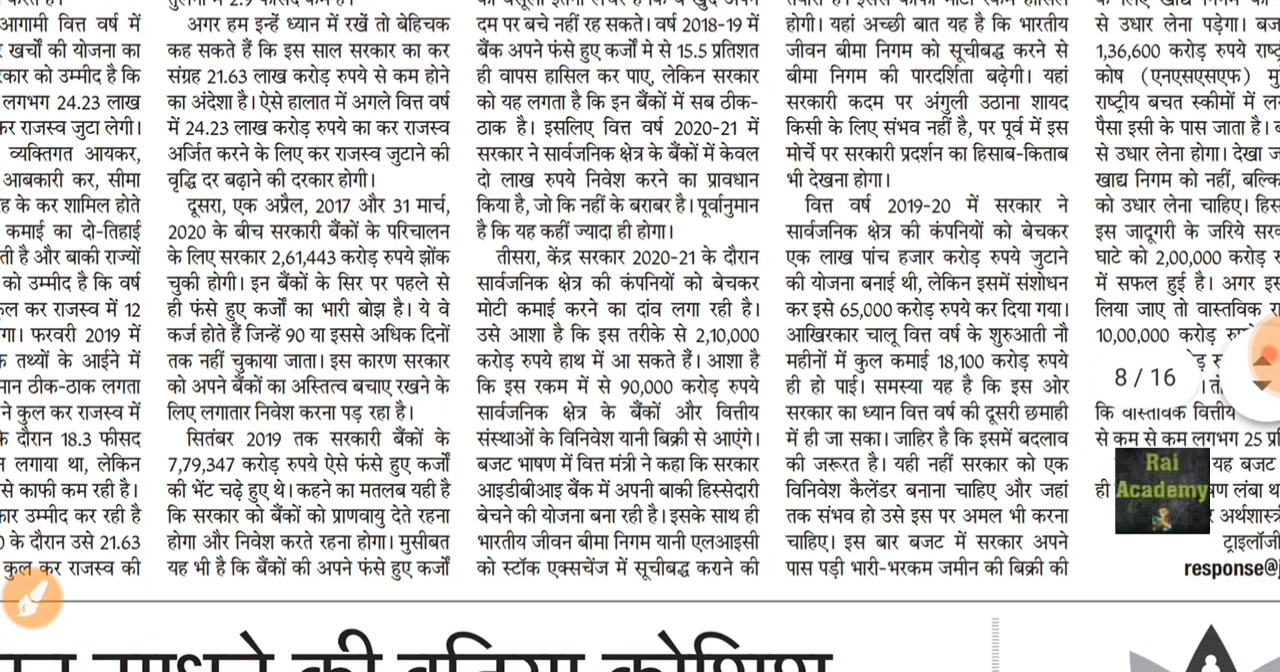 आगामी वित्त वर्ष में
खर्चों की योजना का
कार को उम्मीद है कि
लगभग 24.23 लाख
कर राजस्व जुटा लेगी।
व्यक्तिगत आयकर,
आबकारी कर, सीमा
ह के कर शामिल होते
कमाई का दो-तिहाई
ती है और बाकी राज्यों
को उम्मीद है कि वर्ष
कर राजस्व में 12
गा। फरवरी 2019 में
तथ्यों के आईने में
मान ठीक-ठाक लगता
ने कुल कर राजस्व में
के दौरान 18.3 फीसद
लगाया था, लेकिन
से काफी कम रही है।
कार उम्मीद कर रही है
के दौरान उसे 21.63
कुल कर राजस्व की
अगर हम इन्हें ध्यान में रखें तो बेहिचक
कह सकते हैं कि इस साल सरकार का कर
संग्रह 21.63 लाख करोड़ रुपये से कम होने
का अंदेशा है। ऐसे हालात में अगले वित्त वर्ष
में 24.23 लाख करोड़ रुपये का कर राजस्व
अर्जित करने के लिए कर राजस्व जुटाने की
वृद्धि दर बढ़ाने की दरकार होगी।
दूसरा, एक अप्रैल, 2017 और 31 मार्च,
2020 के बीच सरकारी बैंकों के परिचालन
के लिए सरकार 2,61,443 करोड़ रुपये झोंक
चुकी होगी। इन बैंकों के सिर पर पहले से
ही फंसे हुए कर्जों का भारी बोझ है। ये वे
कर्ज होते हैं जिन्हें 90 या इससे अधिक दिनों
तक नहीं चुकाया जाता। इस कारण सरकार
को अपने बैंकों का अस्तित्व बचाए रखने के
लिए लगातार निवेश करना पड़ रहा है।
सितंबर 2019 तक सरकारी बैंकों के
7,79,347 करोड़ रुपये ऐसे फंसे हुए कर्जों
की भेंट चढ़े हुए थे। कहने का मतलब यही है
कि सरकार को बैंकों को प्राणवायु देते रहना
होगा और निवेश करते रहना होगा। मुसीबत
यह भी है कि बैंकों को अपने फंसे हुए कर्जों
दम पर बचे नहीं रह सकते। वर्ष 2018-19 में
बैंक अपने फंसे हुए कर्जों मे से 15.5 प्रतिशत
ही वापस हासिल कर पाए, लेकिन सरकार
को यह लगता है कि इन बैंकों में सब ठीक-
ठाक है। इसलिए वित्त वर्ष 2020-21 में
सरकार ने सार्वजनिक क्षेत्र के बैंकों में केवल
दो लाख रुपये निवेश करने का प्रावधान
किया है, जो कि नहीं के बराबर है। पूर्वानुमान
है कि यह कहीं ज्यादा ही होगा।
तीसरा, केंद्र सरकार 2020-21 के दौरान
सार्वजनिक क्षेत्र की कंपनियों को बेचकर
मोटी कमाई करने का दांव लगा रही है।
उसे आशा है कि इस तरीके से 2,10,000
करोड़ रुपये हाथ में आ सकते हैं। आशा है
कि इस रकम में से 90,000 करोड़ रुपये
सार्वजनिक क्षेत्र के बैंकों और वित्तीय
संस्थाओं के विनिवेश यानी बिक्री से आएंगे।
बजट भाषण में वित्त मंत्री ने कहा कि सरकार
आइडीबीआइ बैंक में अपनी बाकी हिस्सेदारी
बेचने की योजना बना रही है। इसके साथ ही
भारतीय जीवन बीमा निगम यानी एलआइसी
को स्टॉक एक्सचेंज में सूचीबद्ध कराने की
होगी। यहां अच्छी बात यह है कि भारतीय
जीवन बीमा निगम को सूचीबद्ध करने से
बीमा निगम की पारदर्शिता बढ़ेगी। यहां
सरकारी कदम पर अंगुली उठाना शायद
किसी के लिए संभव नहीं है, पर पूर्व में इस
मोर्चे पर सरकारी प्रदर्शन का हिसाब-किताब
भी देखना होगा।
वित्त वर्ष 2019-20 में सरकार ने
सार्वजनिक क्षेत्र की कंपनियों को बेचकर
एक लाख पांच हजार करोड़ रुपये जुटाने
की योजना बनाई थी, लेकिन इसमें संशोधन
कर इसे 65,000 करोड़ रुपये कर दिया गया।
आखिरकार चालू वित्त वर्ष के शुरुआती नौ
महीनों में कुल कमाई 18,100 करोड़ रुपये
ही हो पाई। समस्या यह है कि इस ओर
सरकार का ध्यान वित्त वर्ष की दूसरी छमाही
में ही जा सका। जाहिर है कि इसमें बदलाव
की जरूरत है। यही नहीं सरकार को एक
विनिवेश कैलेंडर बनाना चाहिए और जहां
तक संभव हो उसे इस पर अमल भी करना
चाहिए। इस बार बजट में सरकार अपने
पास पड़ी भारी-भरकम जमीन की बिक्री की
से उधार लेना पड़ेगा।
1,36,600 करोड़ रुपये
कोष (एनएसएसएफ)
राष्ट्रीय बचत स्कीमों में
पैसा इसी के पास जाता है।
से उधार लेना होगा। देखा
खाद्य निगम को नहीं, बल्कि
को उधार लेना चाहिए।
इस जादूगरी के जरिये
घाटे को 2,00,000 करोड़
में सफल हुई है। अगर
लिया जाए तो वास्तविक
10,00,000 करोड़
8 / 16
कि वास्तविक वित्तीय
से कम से कम लगभग 25
यह बजट
ही
लंबा
अर्थशास्त्र
ट्राइलॉजी
response@
Rai
Academy